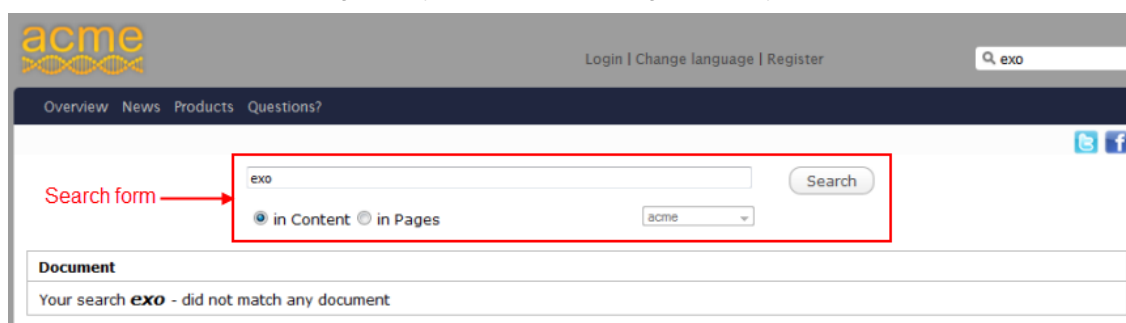 acme
Login | Change language | Register
exo
Overview News Products Questions?
exo
Search
Search form
in Content in Pages
acme
Document
Your search exo - did not match any document